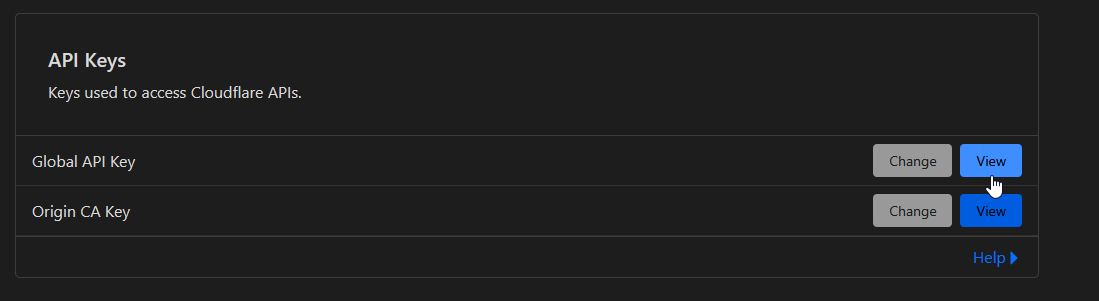 API Keys
Keys used to access Cloudflare APIs.
Global API Key Change View
Origin CA Key Change View
Help